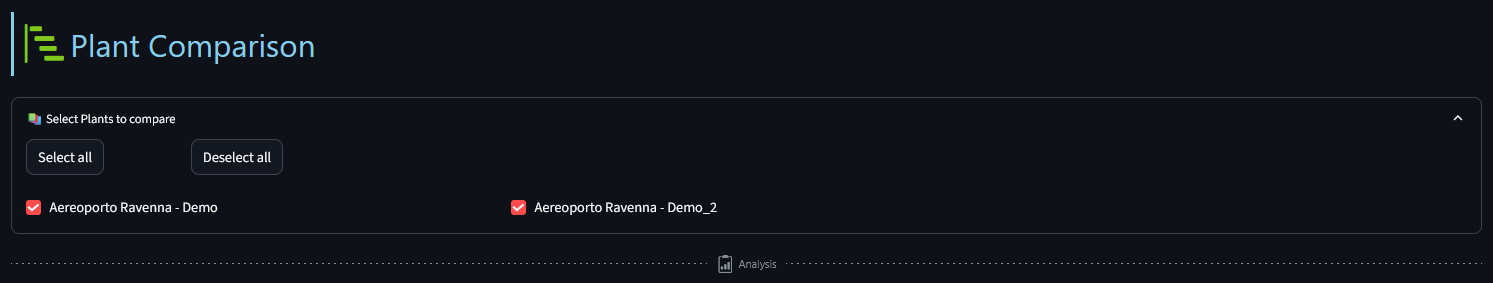 Plant Comparison
Select Plants to compare
Select all Deselect all
Aereoporto Ravenna - Demo Aereoporto Ravenna - Demo_2
Analysis